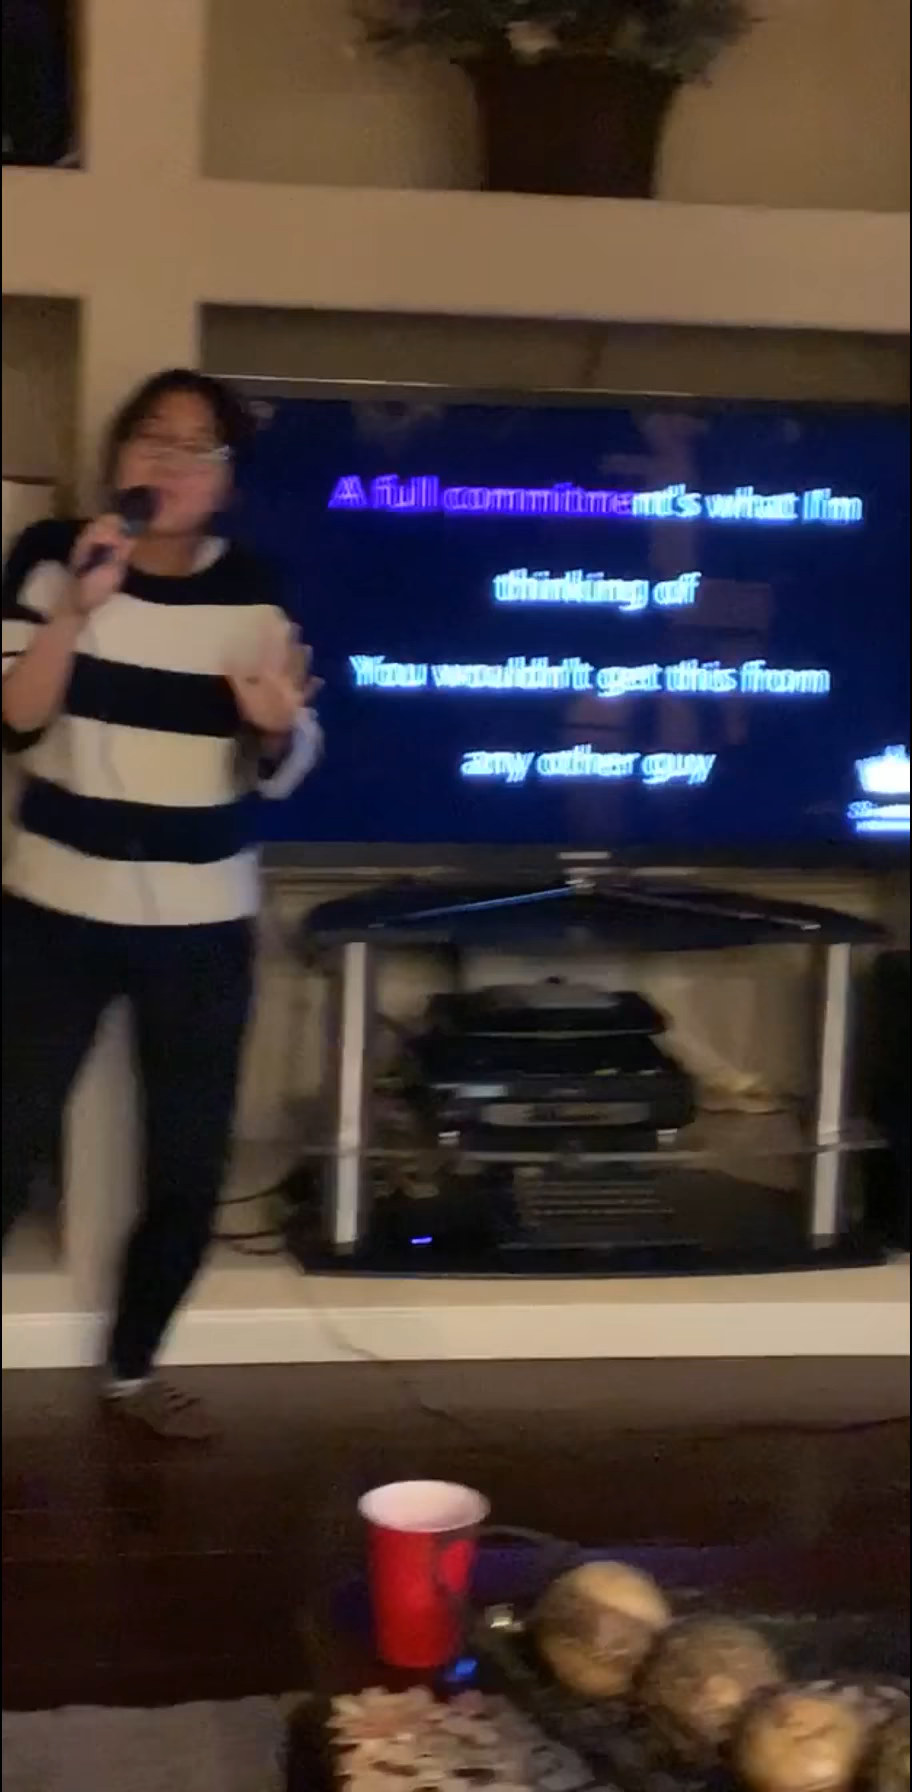 A full commitment's what I'm
thinking of
You wouldn't get this from
any other guy